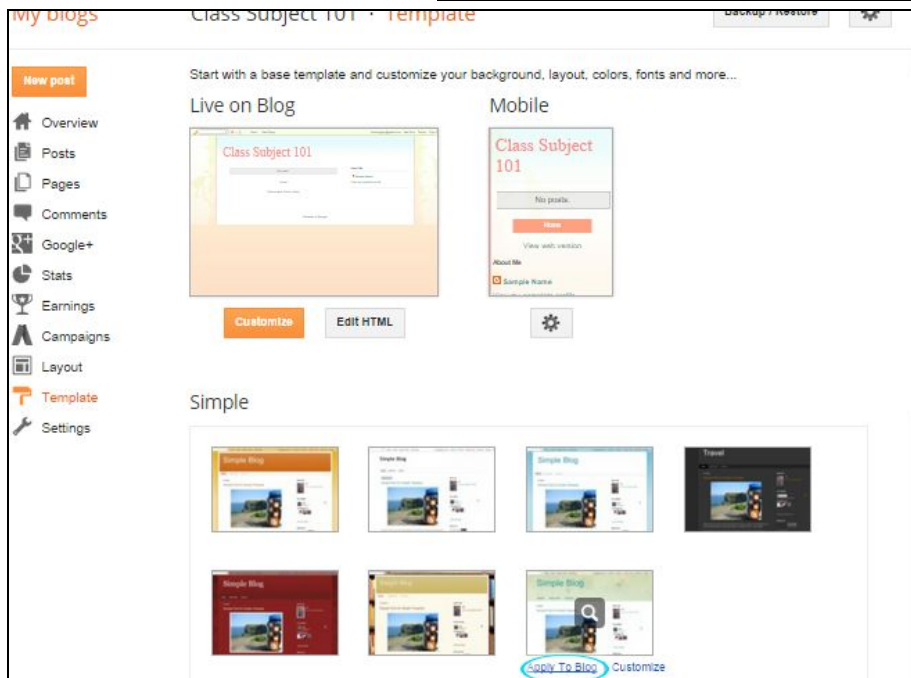 My blogs
Class Subject 101 · Template
Backup / Restore
New post
Start with a base template and customize your background, layout, colors, fonts and more...
Live on Blog
Mobile
Overview
Posts
Pages
Comments
Google+
Stats
Earnings
Campaigns
Layout
Template
Settings
Class Subject 101
Class Subject
101
No posts.
Home
View web version
About Me
Sample Name
Customize
Edit HTML
Simple
Simple Blog
Simple Blog
Simple Blog
Travel
Simple Blog
Simple Blog
Simple Blog
Apply To Blog
Customize